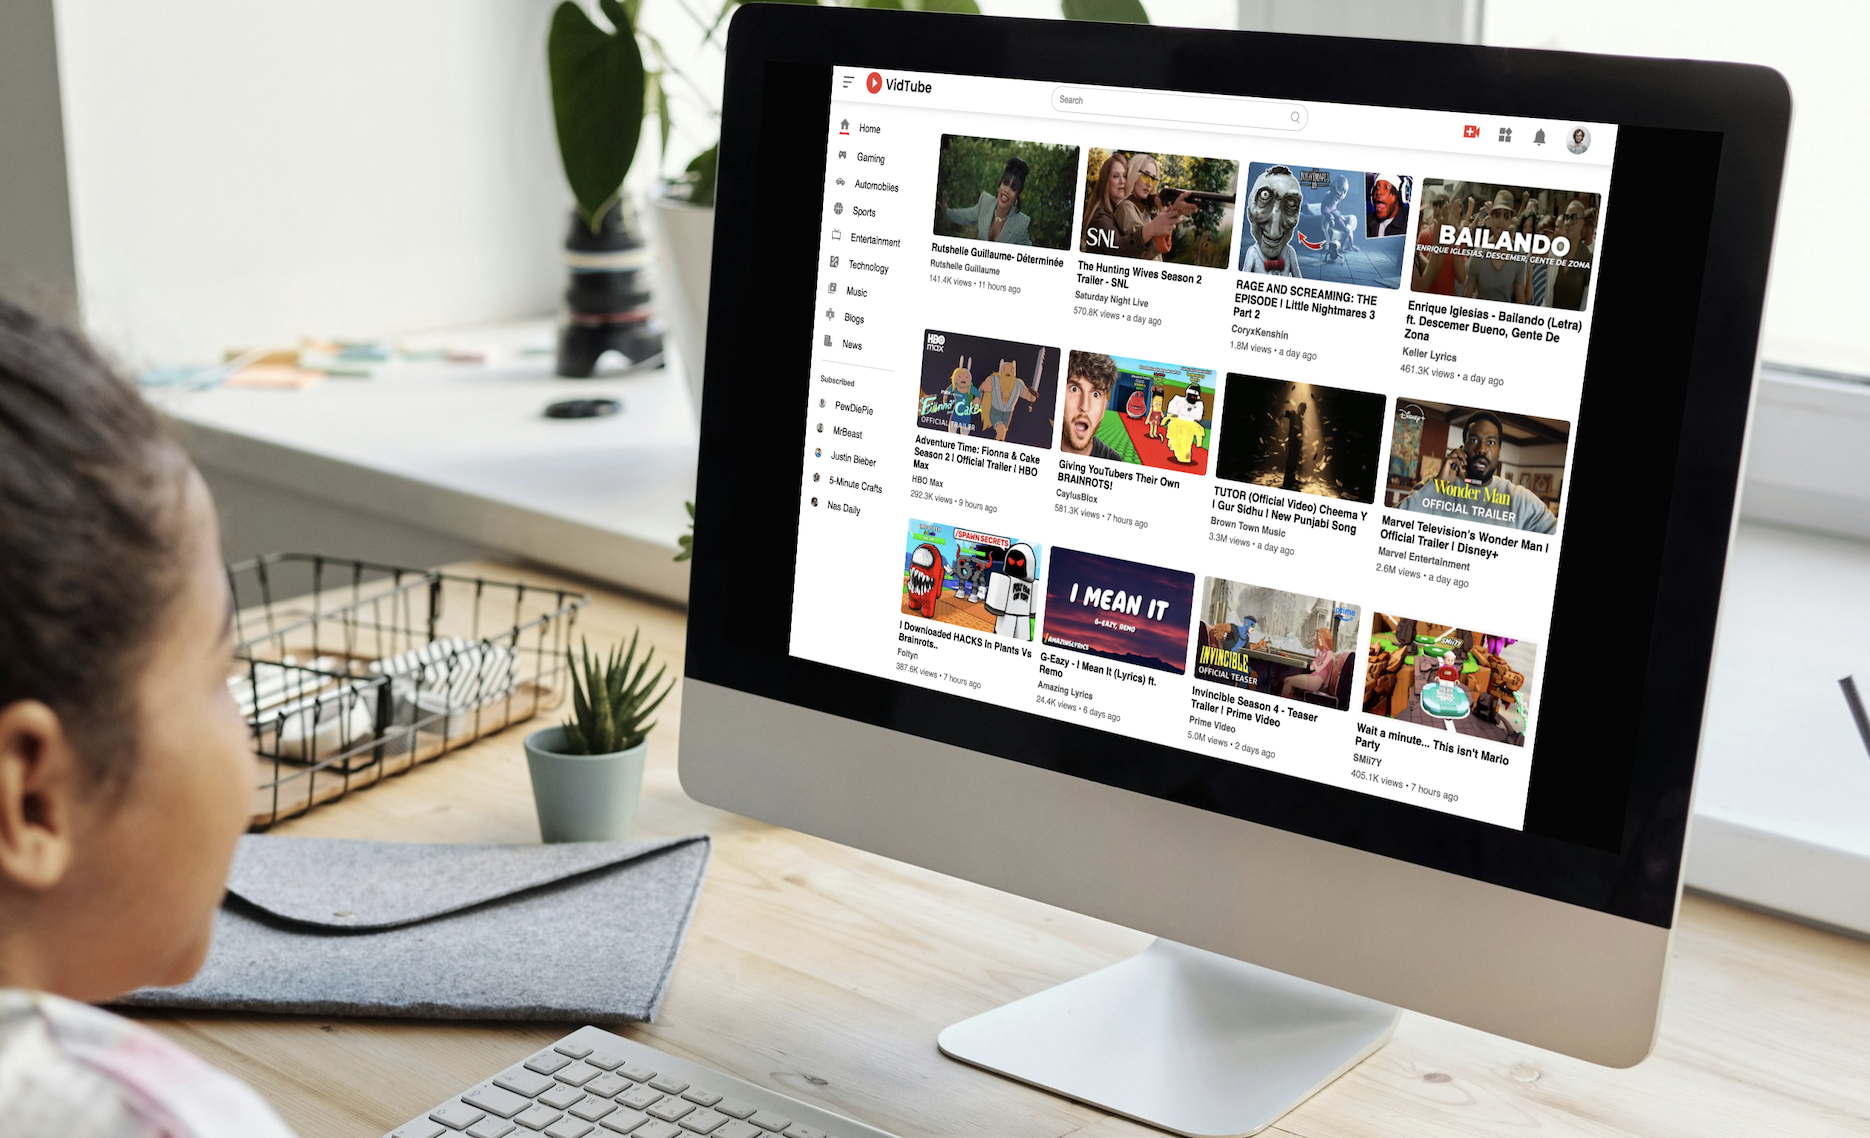 VidTube
Search
Home
Gaming
Automobiles
Sports
Entertainment
Technology
Music
Blogs
News
Subscribed
PewDiePie
MrBeast
Justin Bieber
5-Minute Crafts
Nas Daily
Rutshelle Guillaume- Déterminée
Rutshelle Guillaume
141.4K views • 11 hours ago
SNL
The Hunting Wives Season 2
Trailer - SNL
Saturday Night Live
570.8K views • a day ago
RAGE AND SCREAMING: THE
EPISODE | Little Nightmares 3
Part 2
CoryxKenshin
1.8M views • a day ago
BAILANDO
ENRIQUE IGLESIAS, DESCEMER, GENTE DE ZONA
Enrique Iglesias - Bailando (Letra)
ft. Descemer Bueno, Gente De
Zona
Keller Lyrics
461.3K views • a day ago
HBO
max
Fionna Cake
OFFICIAL TRAILER
Adventure Time: Fionna & Cake
Season 2 | Official Trailer | HBO
Max
HBO Max
292.3K views • 9 hours ago
Giving YouTubers Their Own
BRAINROTS!
CaylusBlox
581.3K views • 7 hours ago
TUTOR (Official Video) Cheema Y
| Gur Sidhu | New Punjabi Song
Brown Town Music
3.3M views • a day ago
Disney+
Wonder Man
OFFICIAL TRAILER
Marvel Television's Wonder Man |
Official Trailer | Disney+
Marvel Entertainment
2.6M views • a day ago
/SPAWN SECRETS
I Downloaded HACKS In Plants Vs
Brainrots..
Foltyn
387.6K views • 7 hours ago
I MEAN IT
G-EAZY, REMO
AMAZINGLYRICS
G-Eazy - I Mean It (Lyrics) ft.
Remo
Amazing Lyrics
24.4K views • 6 days ago
prime
INVINCIBLE
OFFICIAL TEASER
Invincible Season 4 - Teaser
Trailer | Prime Video
Prime Video
5.0M views • 2 days ago
SMii7Y
Wait a minute... This isn't Mario
Party
SMii7Y
405.1K views • 7 hours ago